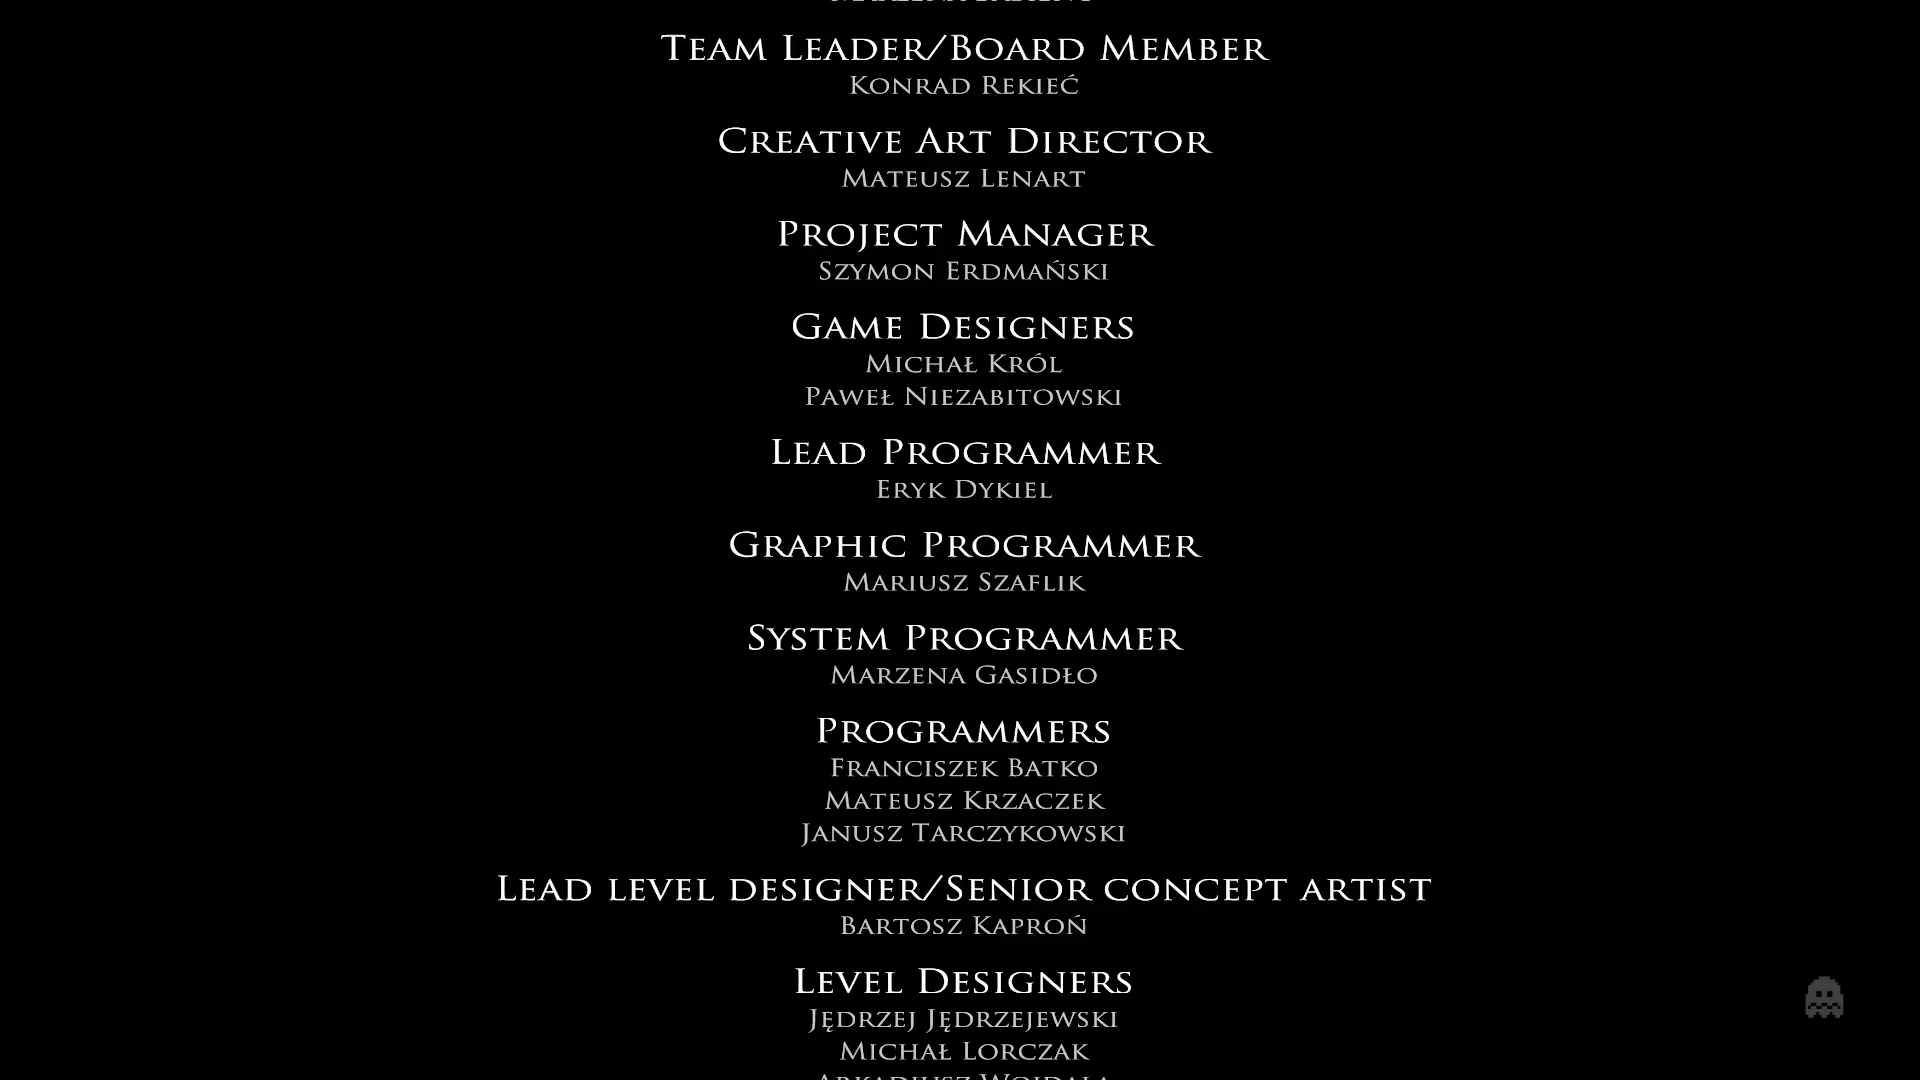 Team Leader/Board Member
Konrad Rekieć
Creative Art Director
Mateusz Lenart
Project Manager
Szymon Erdmański
Game Designers
Michał Król
Paweł Niezabitowski
Lead Programmer
Eryk Dykiel
Graphic Programmer
Mariusz Szaflik
System Programmer
Marzena Gasidło
Programmers
Franciszek Batko
Mateusz Krzaczek
Janusz Tarczykowski
Lead level designer/Senior concept artist
Bartosz Kaproń
Level Designers
Jędrzej Jędrzejewski
Michał Lorczak